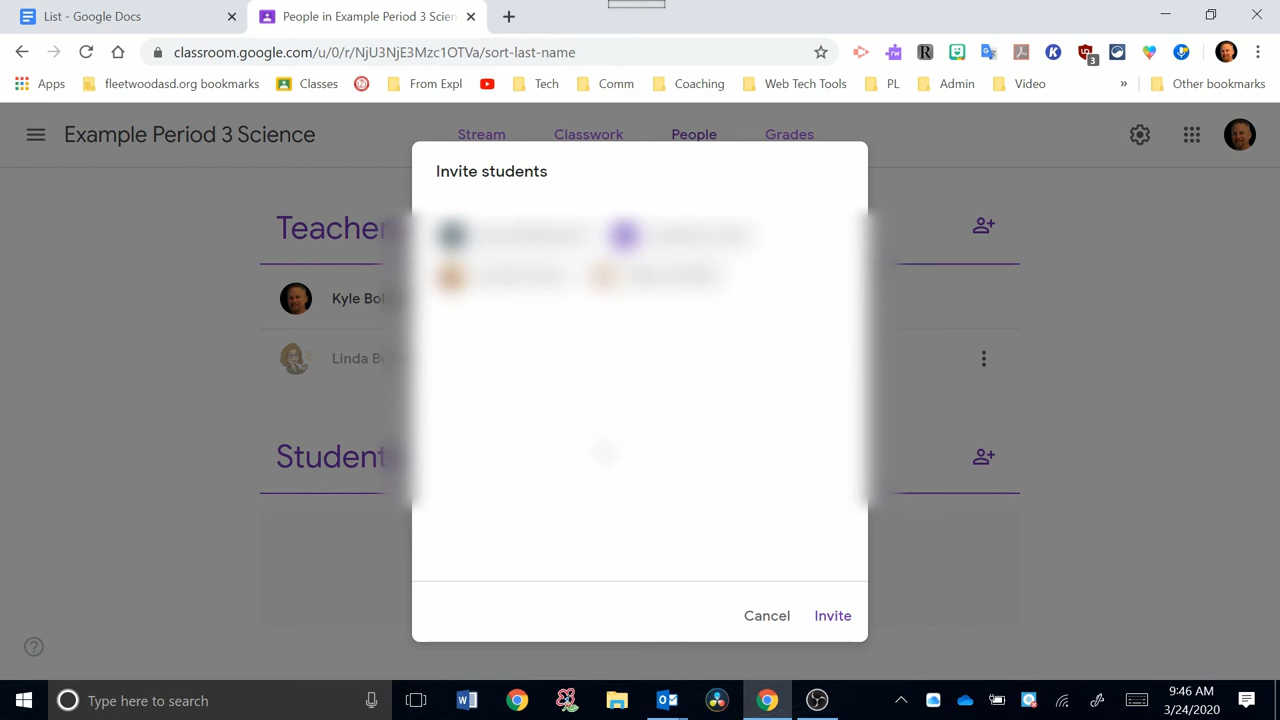 List - Google Docs
People in Example Period 3 Scien
classroom.google.com/u/0/r/NjU3NjE3Mzc1OTVa/sort-last-name
3
Apps fleetwoodasd.org bookmarks Classes From Expl Tech Comm Coaching Web Tech Tools PL Admin Video » Other bookmarks
Example Period 3 Science
Stream Classwork People Grades
Invite students
Teacher
Kyle Bol
Linda B
Student
Cancel Invite
Type here to search
9:46 AM
3/24/2020